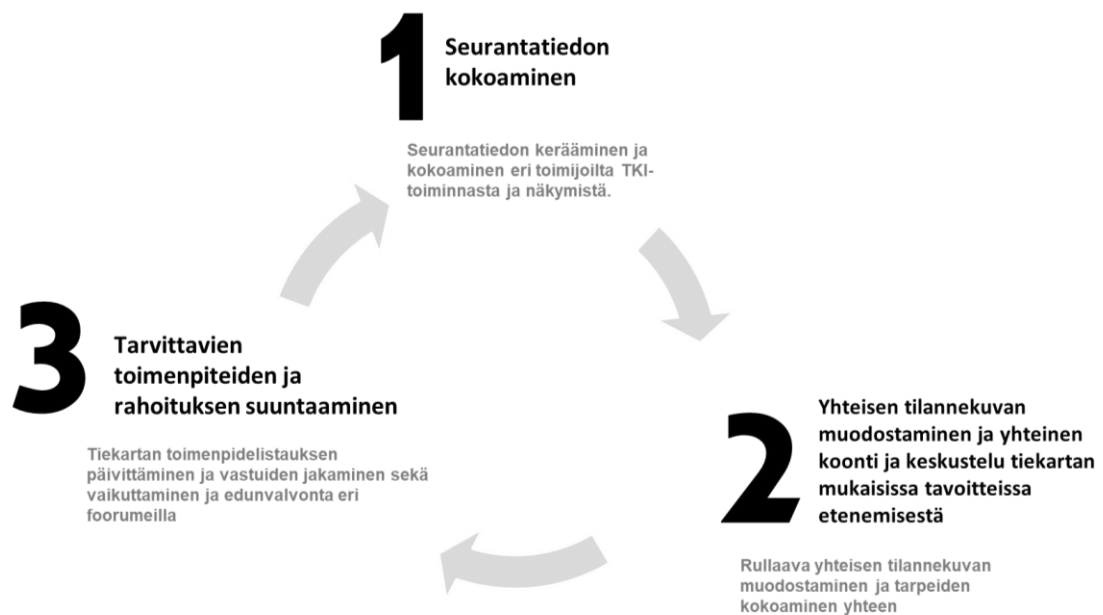 1
Seurantatiedon
kokoaminen
Seurantatiedon kerääminen ja
kokoaminen eri toimijoilta TKI-
toiminnasta ja näkymistä.
2
Yhteisen tilannekuvan
muodostaminen ja yhteinen
koonti ja keskustelu tiekartan
mukaisissa tavoitteissa
etenemisestä
Rullaava yhteisen tilannekuvan
muodostaminen ja tarpeiden
kokoaminen yhteen
3
Tarvittavien
toimenpiteiden ja
rahoituksen suuntaaminen
Tiekartan toimenpidelistauksen
päivittäminen ja vastuiden jakaminen sekä
vaikuttaminen ja edunvalvonta eri
foorumeilla